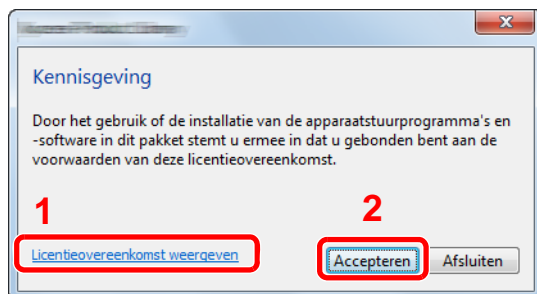 Kennisgeving
Door het gebruik of de installatie van de apparaatstuurprogramma's en
-software in dit pakket stemt u ermee in dat u gebonden bent aan de
voorwaarden van deze licentieovereenkomst.
1
2
Licentieovereenkomst weergeven
Accepteren Afsluiten